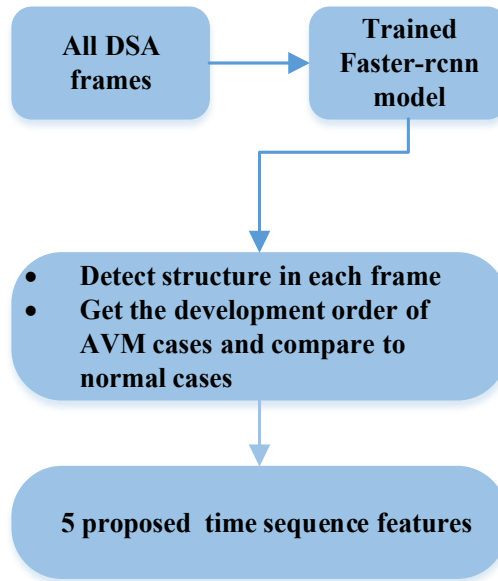 All DSA
frames
Trained
Faster-rcnn
model
• Detect structure in each frame
• Get the development order of
AVM cases and compare to
normal cases
5 proposed time sequence features